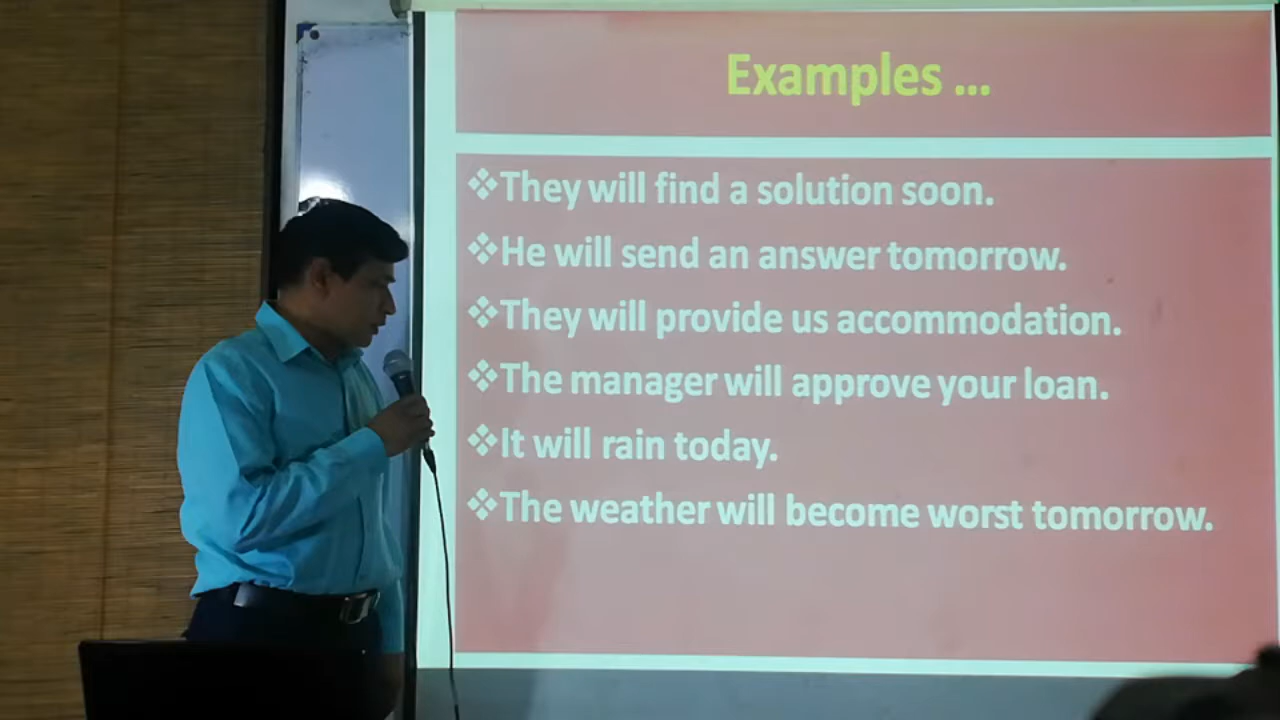 Examples ...
❖They will find a solution soon.
❖He will send an answer tomorrow.
❖They will provide us accommodation.
❖The manager will approve your loan.
❖It will rain today.
❖The weather will become worst tomorrow.